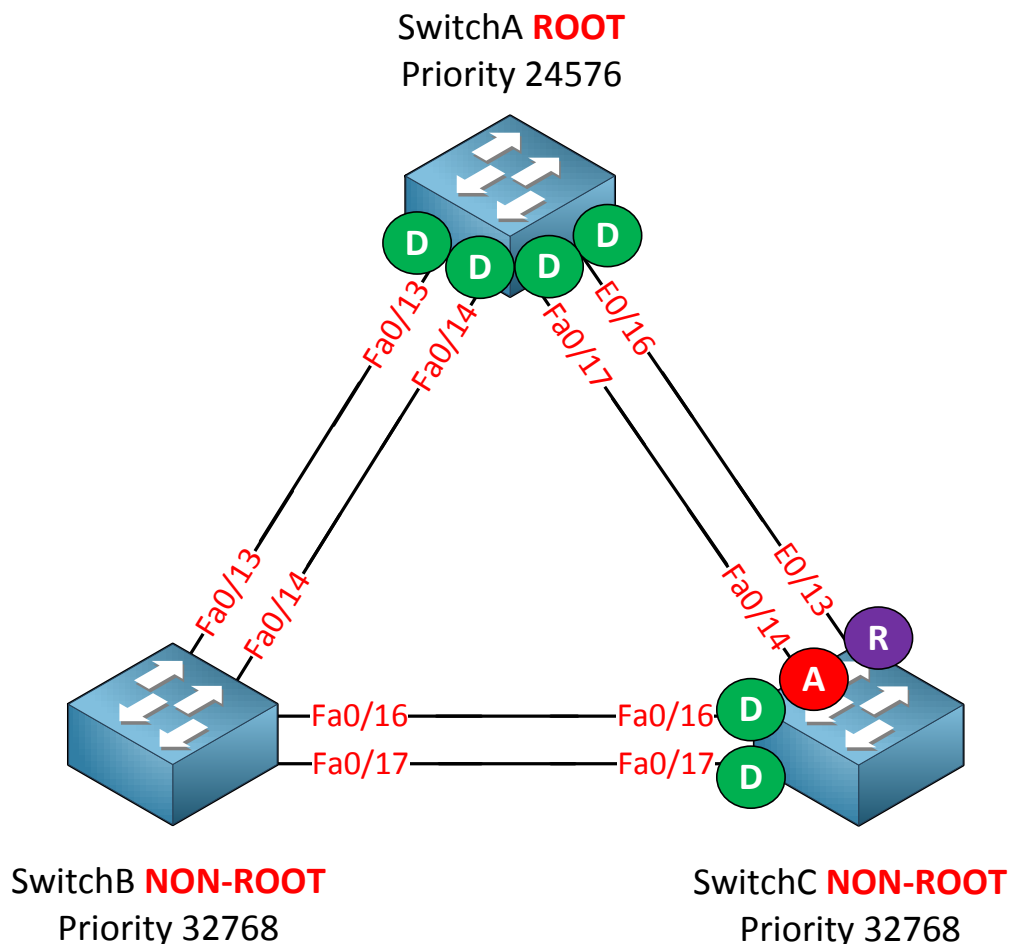 SwitchA ROOT
Priority 24576
D
D
D
D
Fa0/13
Fa0/14
Fa0/17
E0/16
Fa0/13
Fa0/14
Fa0/14
E0/13
R
A
D
D
Fa0/16
Fa0/16
Fa0/17
Fa0/17
SwitchB NON-ROOT
Priority 32768
SwitchC NON-ROOT
Priority 32768